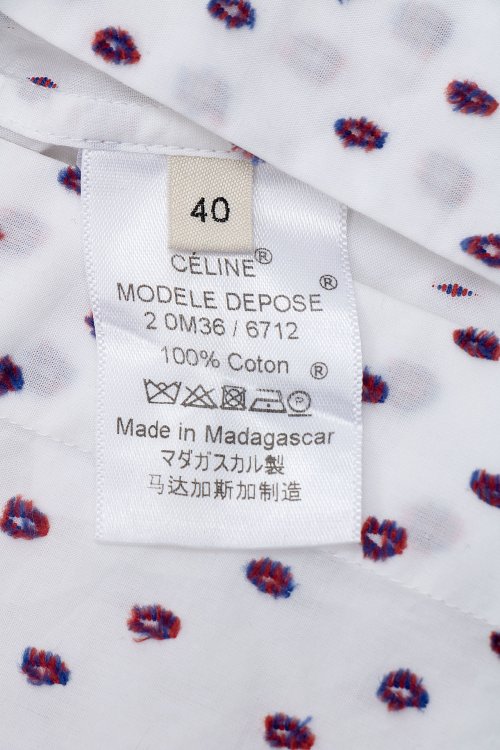 40
CÉLINE®
MODELE DEPOSE®
2 0M36 / 6712
100% Coton ®
P
Made in Madagascar
マダガスカル製
马达加斯加制造